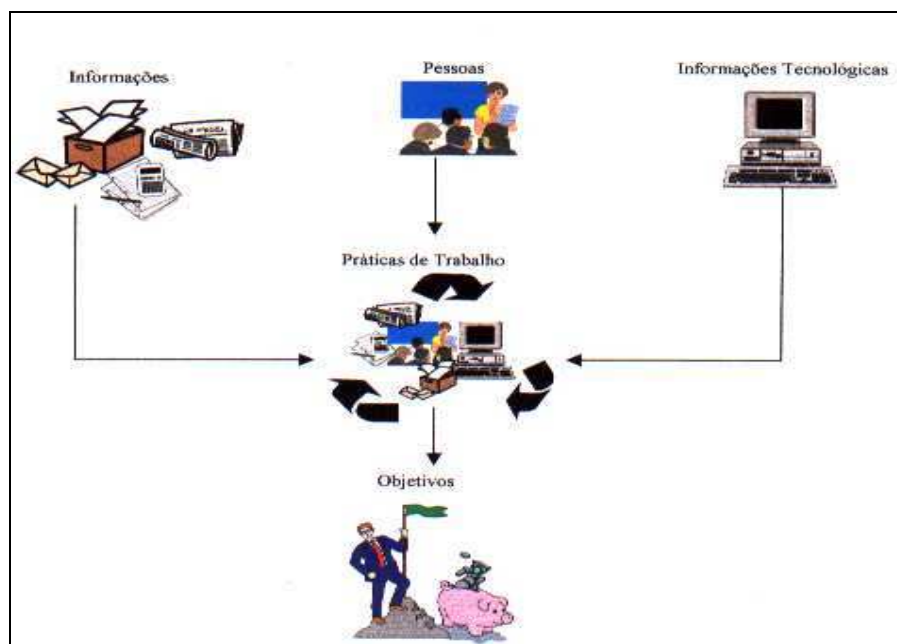 Informações
Pessoas
Informações Tecnológicas
Práticas de Trabalho
Objetivos